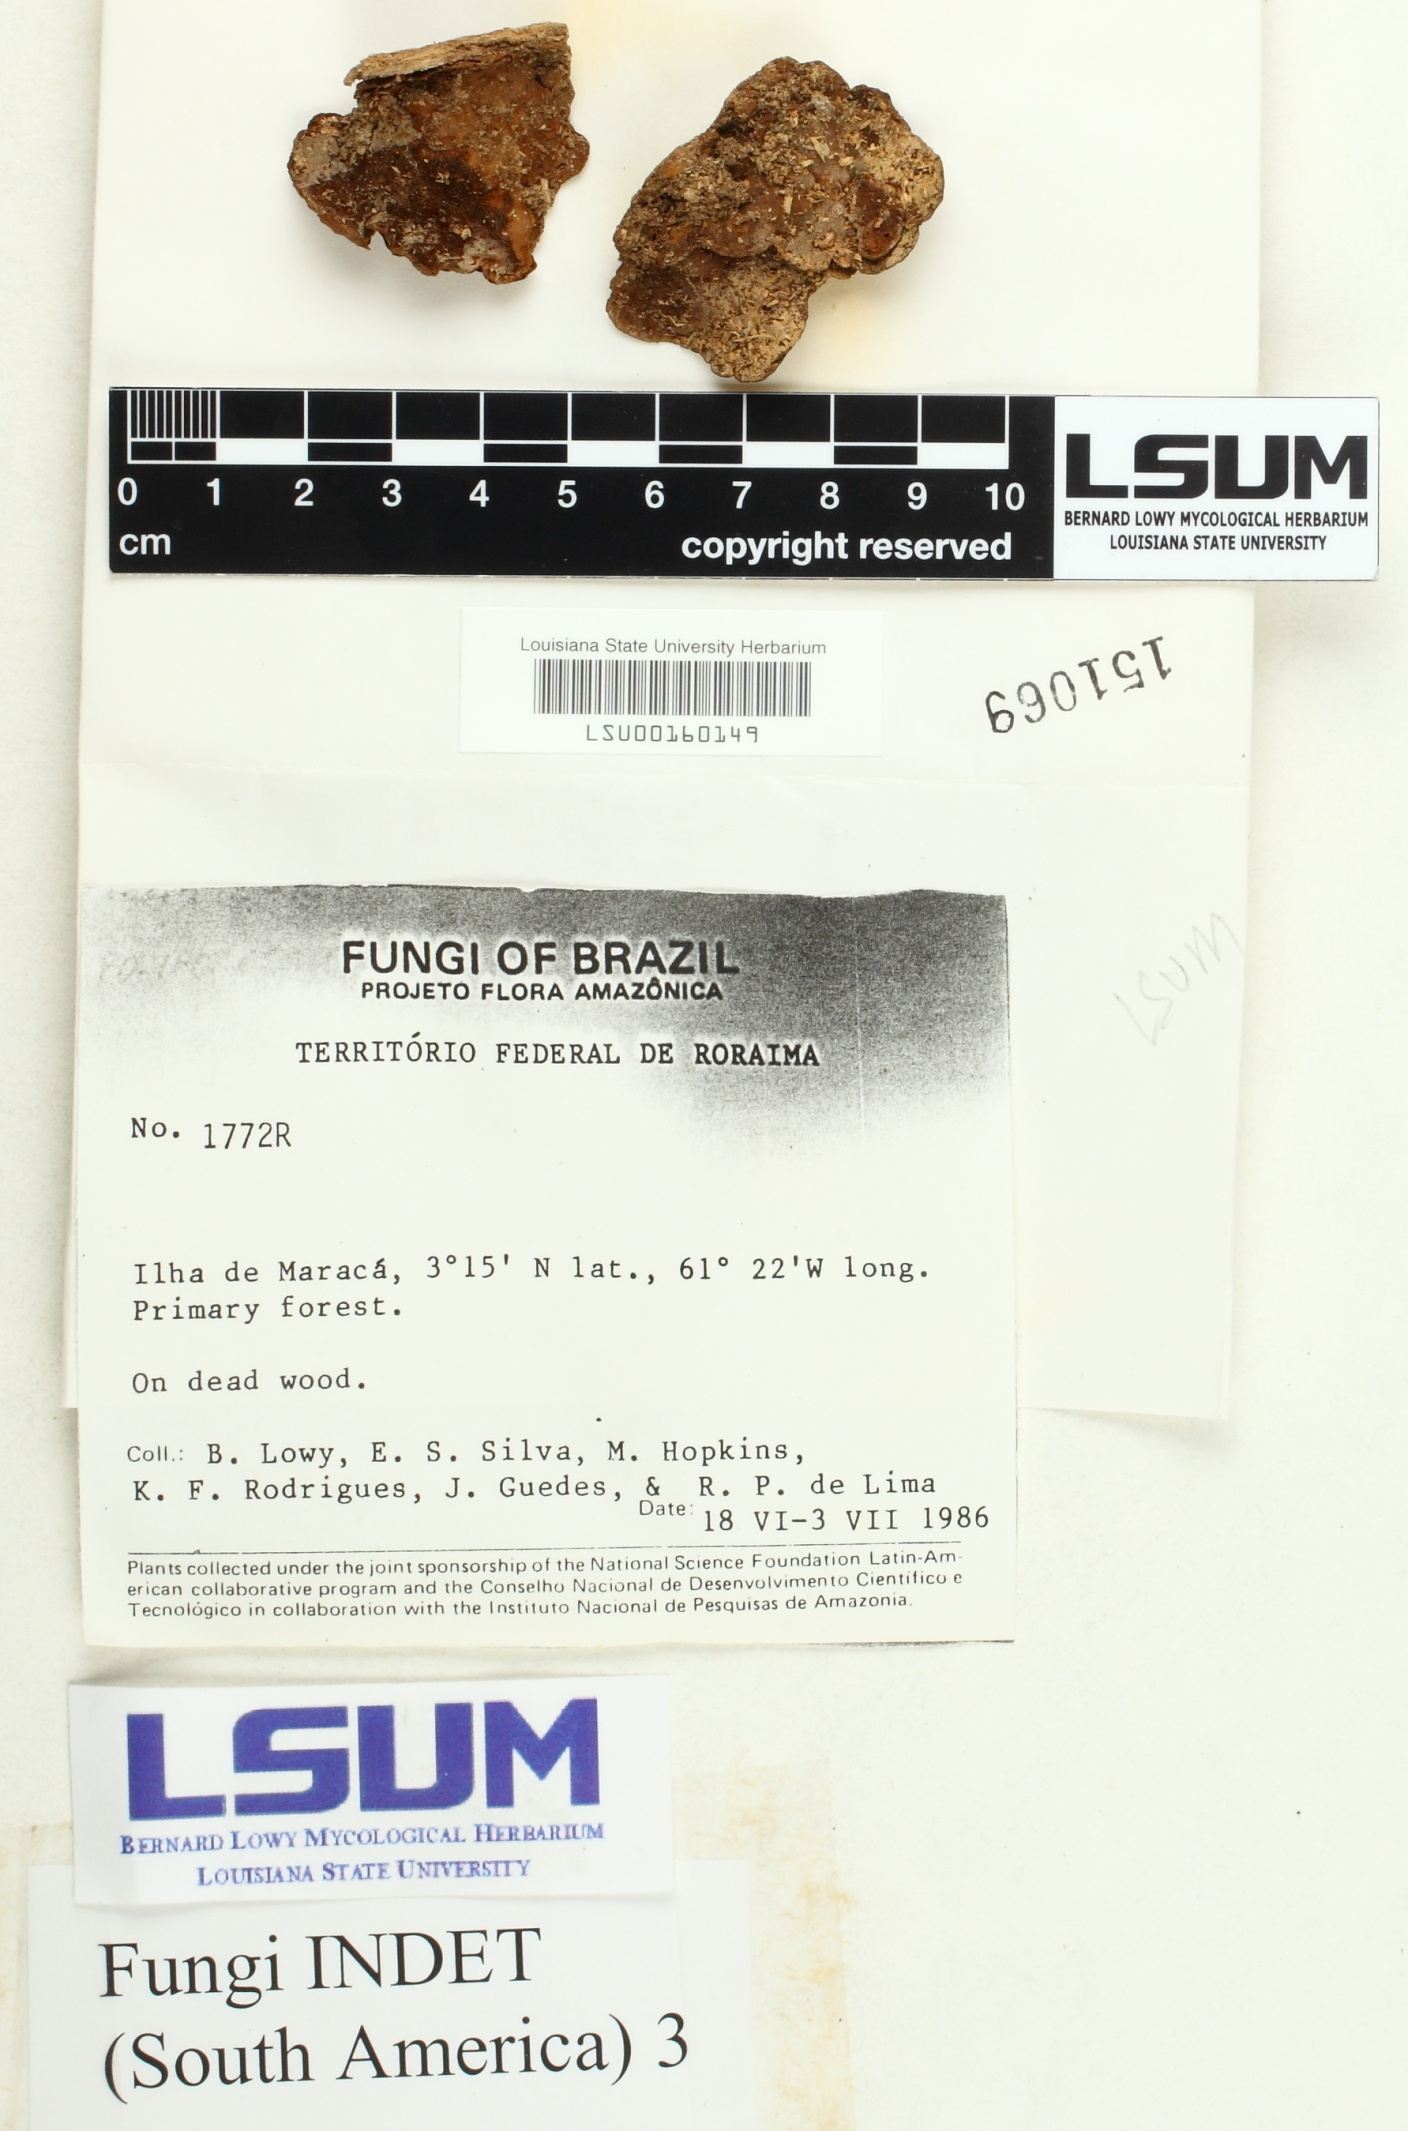 0 1 2 3 4 5 6 7 8 9 10
cm
copyright reserved
LSUM
BERNARD LOWY MYCOLOGICAL HERBARIUM
LOUISIANA STATE UNIVERSITY
Louisiana State University Herbarium
LSU00160149
151069
LSUM
FUNGI OF BRAZIL
PROJETO FLORA AMAZÔNICA
TERRITÓRIO FEDERAL DE RORAIMA
No. 1772R
Ilha de Maracá, 3°15' N lat., 61° 22'W long.
Primary forest.
On dead wood.
Coll.: B. Lowy, E. S. Silva, M. Hopkins,
K. F. Rodrigues, J. Guedes, & R. P. de Lima
Date: 18 VI-3 VII 1986
Plants collected under the joint sponsorship of the National Science Foundation Latin-Am-
erican collaborative program and the Conselho Nacional de Desenvolvimento Científico e
Tecnológico in collaboration with the Instituto Nacional de Pesquisas de Amazonia.
LSUM
BERNARD LOWY MYCOLOGICAL HERBARIUM
LOUISIANA STATE UNIVERSITY
Fungi INDET
(South America) 3